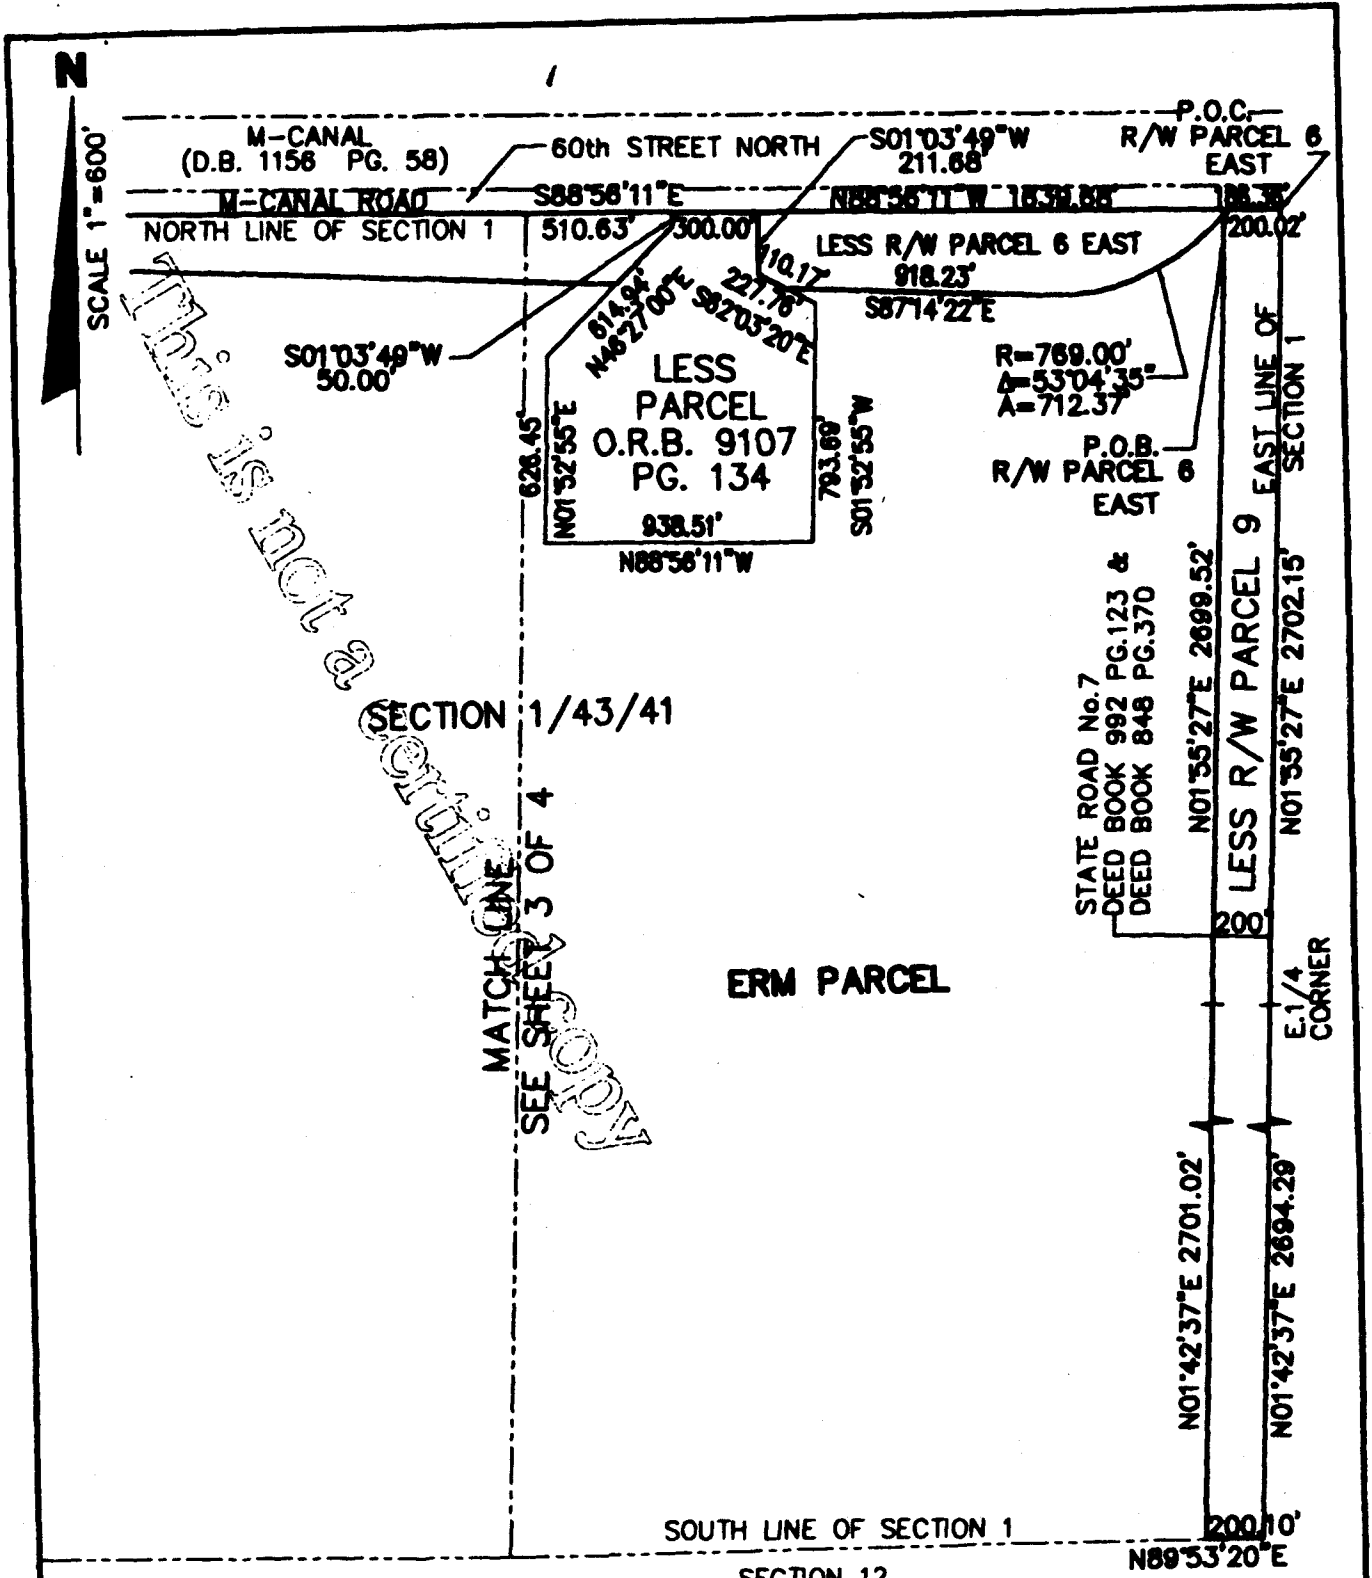 N
SCALE 1"=600'
M-CANAL
(D.B. 1156 PG. 58)
60th STREET NORTH
S01°03'49"W
211.68'
P.O.C.
R/W PARCEL 6
EAST
M-CANAL ROAD
S88°56'11"E
N88°56'11"W 1839.68'
NORTH LINE OF SECTION 1
510.63'
300.00'
LESS R/W PARCEL 6 EAST
200.02'
110.17'
918.23'
S87°14'22"E
227.76'
S62°03'20"E
614.94'
N46°27'00"E
S01°03'49"W
50.00'
R=769.00'
Δ=53°04'35"
A=712.37'
LESS
PARCEL
O.R.B. 9107
PG. 134
626.45'
N01°52'55"E
793.69'
S01°52'55"W
938.51'
N88°56'11"W
P.O.B.
R/W PARCEL 6
EAST
EAST LINE OF
SECTION 1
LESS R/W PARCEL 9
N01°55'27"E 2699.52'
N01°55'27"E 2702.15'
STATE ROAD No.7
DEED BOOK 992 PG.123 &
DEED BOOK 848 PG.370
200'
SECTION 1/43/41
MATCH LINE
SEE SHEET 3 OF 4
ERM PARCEL
E.1/4
CORNER
N01°42'37"E 2701.02'
N01°42'37"E 2694.29'
SOUTH LINE OF SECTION 1
200.10'
N89°53'20"E
SECTION 12
This is not a certified copy